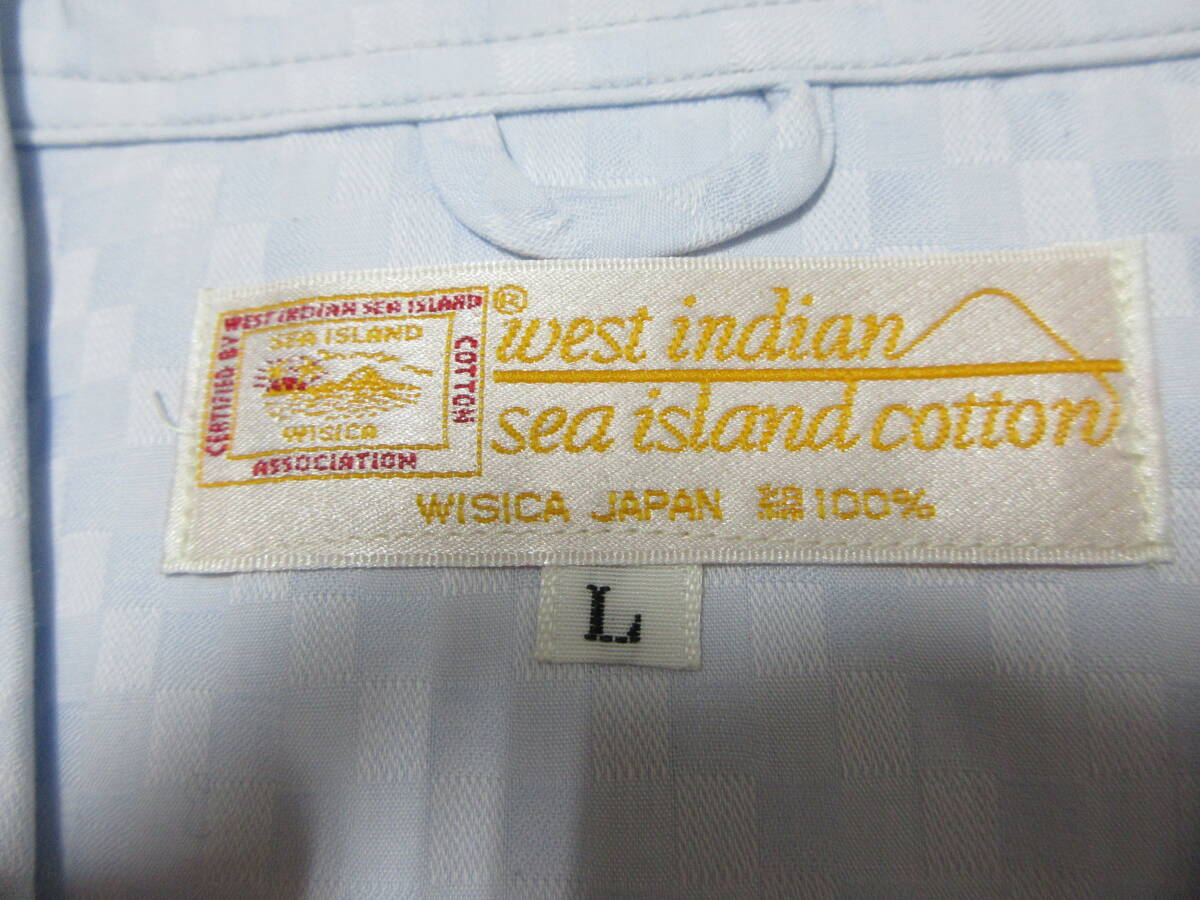 CERTIFIED BY WEST INDIAN SEA ISLAND COTTON
ASSOCIATION
SEA ISLAND
WISICA
® west indian
sea island cotton
WISICA JAPAN 綿100%
L